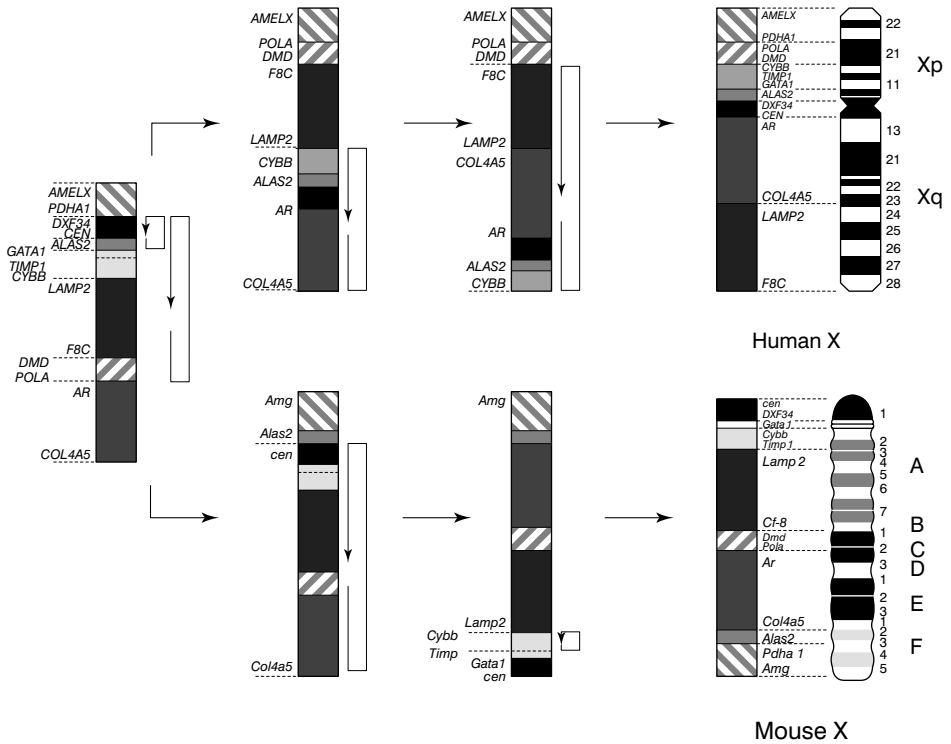 AMELX
PDHA1
DXF34
CEN
ALAS2
GATA1
TIMP1
CYBB
LAMP2
F8C
DMD
POLA
AR
COL4A5
AMELX
POLA
DMD
F8C
LAMP2
CYBB
ALAS2
AR
COL4A5
AMELX
POLA
DMD
F8C
LAMP2
COL4A5
AR
ALAS2
CYBB
AMELX
PDHA1
POLA
DMD
CYBB
TIMP1
GATA1
ALAS2
DXF34
CEN
AR
COL4A5
LAMP2
F8C
22
21
11
13
21
22
23
24
25
26
27
28
Xp
Xq
Human X
Amg
Alas2
cen
Col4a5
Amg
Lamp2
Cybb
Timp
Gata1
cen
cen
DXF34
Gata1
Cybb
Timp1
Lamp2
Cf-8
Dmd
Pola
Ar
Col4a5
Alas2
Pdha 1
Amg
1
2
3
4
5
6
7
1
2
3
1
2
3
1
2
3
4
5
A
B
C
D
E
F
Mouse X